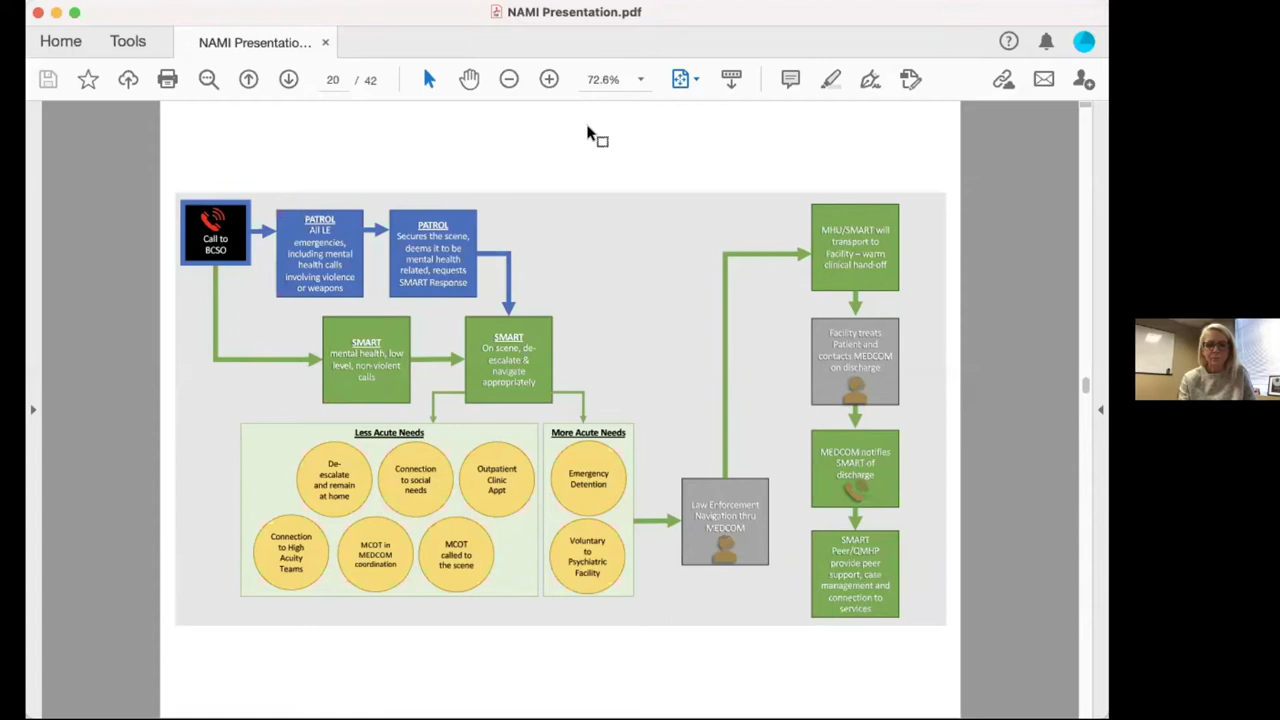 NAMI Presentation.pdf
Home
Tools
NAMI Presentatio...
20 / 42
72.6%
Call to
BCSO
PATROL
All LE
emergencies,
including mental
health calls
involving violence
or weapons
PATROL
Secures the scene,
deems it to be
mental health
related, requests
SMART Response
SMART
mental health, low
level, non-violent
calls
SMART
On scene, de-
escalate &
navigate
appropriately
Less Acute Needs
De-
escalate
and remain
at home
Connection
to social
needs
Outpatient
Clinic
Appt
Connection
to High
Acuity
Teams
MCOT in
MEDCOM
coordination
MCOT
called to
the scene
More Acute Needs
Emergency
Detention
Voluntary
to
Psychiatric
Facility
Law Enforcement
Navigation thru
MEDCOM
MHU/SMART will
transport to
Facility – warm
clinical hand-off
Facility treats
Patient and
contacts MEDCOM
on discharge
MEDCOM notifies
SMART of
discharge
SMART
Peer/QMHP
provide peer
support, case
management and
connection to
services